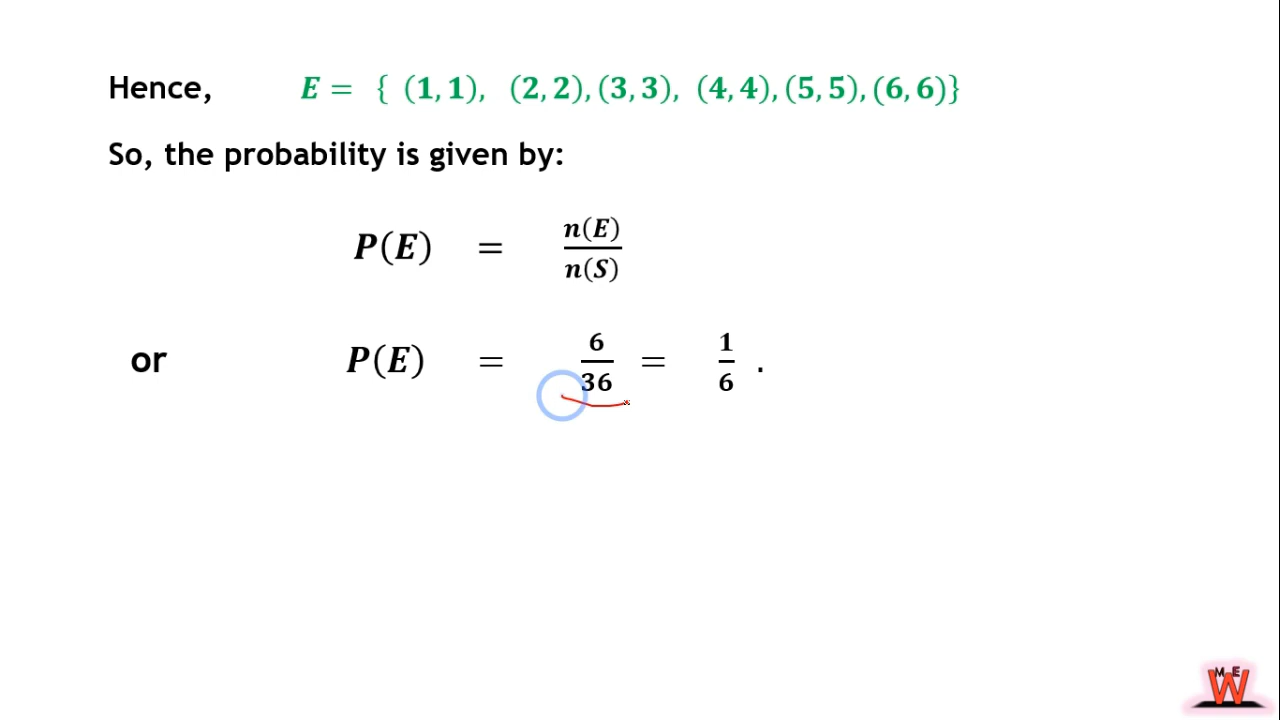 Hence, E = { (1, 1), (2, 2), (3, 3), (4, 4), (5, 5), (6, 6)}
So, the probability is given by:
P(E) = n(E)/n(S)
or P(E) = 6/36 = 1/6 .
M E
W